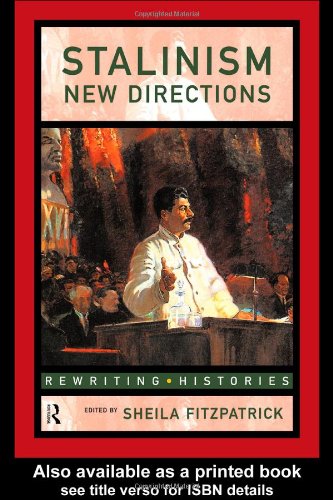 STALINISM
NEW DIRECTIONS
REWRITING • HISTORIES
EDITED BY SHEILA FITZPATRICK
Also available as a printed book
see title verso for ISBN details